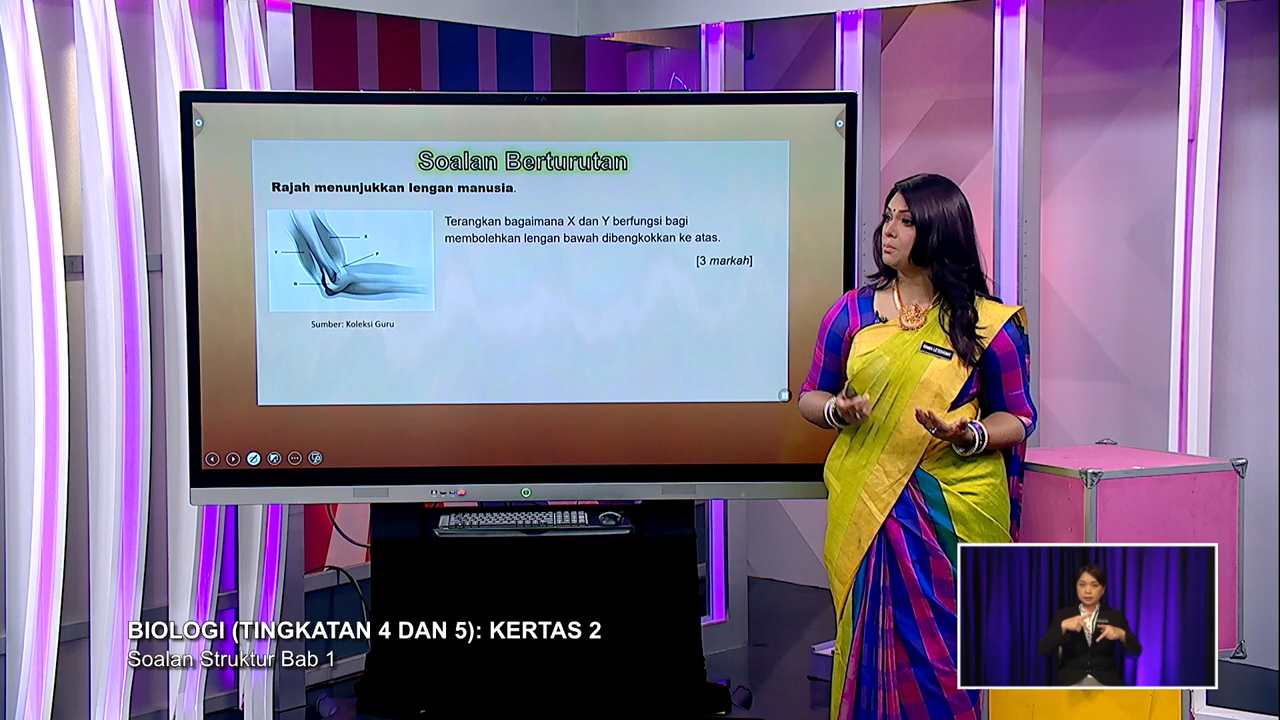 Soalan Berturutan
Rajah menunjukkan lengan manusia.
Terangkan bagaimana X dan Y berfungsi bagi
membolehkan lengan bawah dibengkokkan ke atas.
[3 markah]
X
Y
P
Q
Sumber: Koleksi Guru
BIOLOGI (TINGKATAN 4 DAN 5): KERTAS 2
Soalan Struktur Bab 1